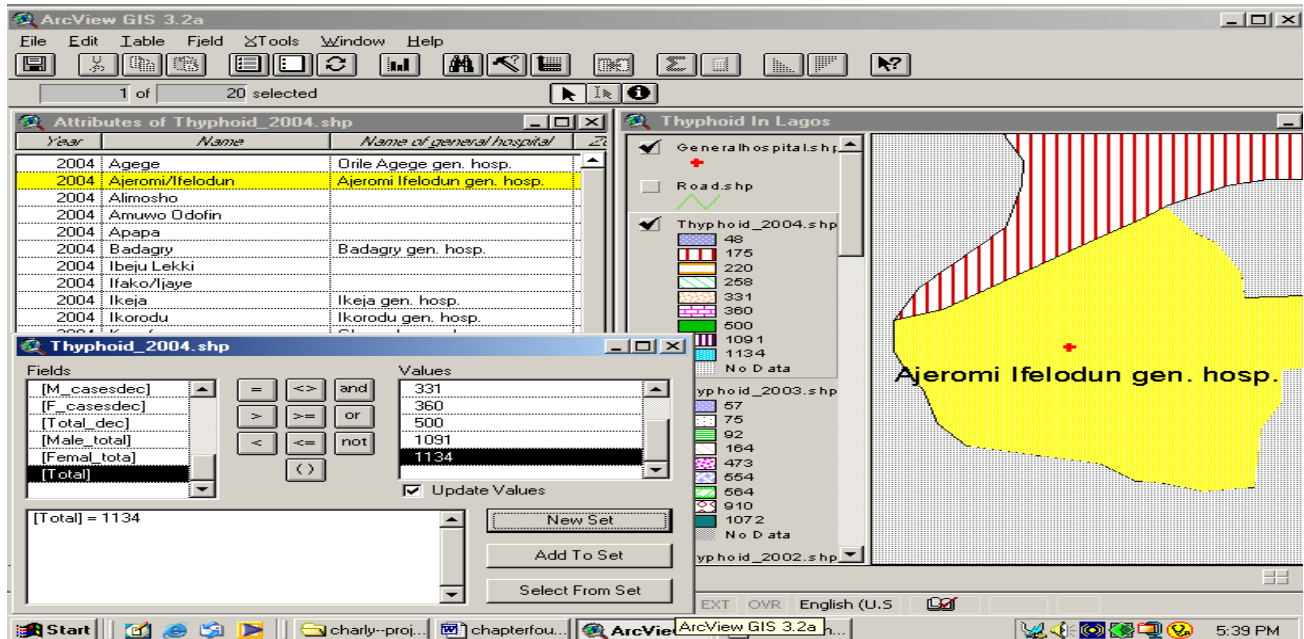 ArcView GIS 3.2a
File Edit Table Field XTools Window Help
1 of 20 selected
Attributes of Thyphoid_2004.shp
Year Name Name of general hospital
2004 Agege Orile Agege gen. hosp.
2004 Ajeromi/Ifelodun Ajeromi Ifelodun gen. hosp.
2004 Alimosho
2004 Amuwo Odofin
2004 Apapa
2004 Badagry Badagry gen. hosp.
2004 Ibeju Lekki
2004 Ifako/Ijaye
2004 Ikeja Ikeja gen. hosp.
2004 Ikorodu Ikorodu gen. hosp.
Thyphoid_2004.shp
Fields
[M_casesdec]
[F_casesdec]
[Total_dec]
[Male_total]
[Femal_tota]
[Total]
= <> and
> >= or
< <= not
()
Values
331
360
500
1091
1134
Update Values
[Total] = 1134
New Set
Add To Set
Select From Set
Thyphoid In Lagos
Generalhospital.shp
Road.shp
Thyphoid_2004.shp
48
175
220
258
331
360
500
1091
1134
No Data
yphoid_2003.shp
57
75
92
164
473
554
564
910
1072
No Data
yphoid_2002.shp
Ajeromi Ifelodun gen. hosp.
EXT OVR English (U.S
Start charly-proj... chapterfou... ArcVie
ArcView GIS 3.2a
n...
5:39 PM